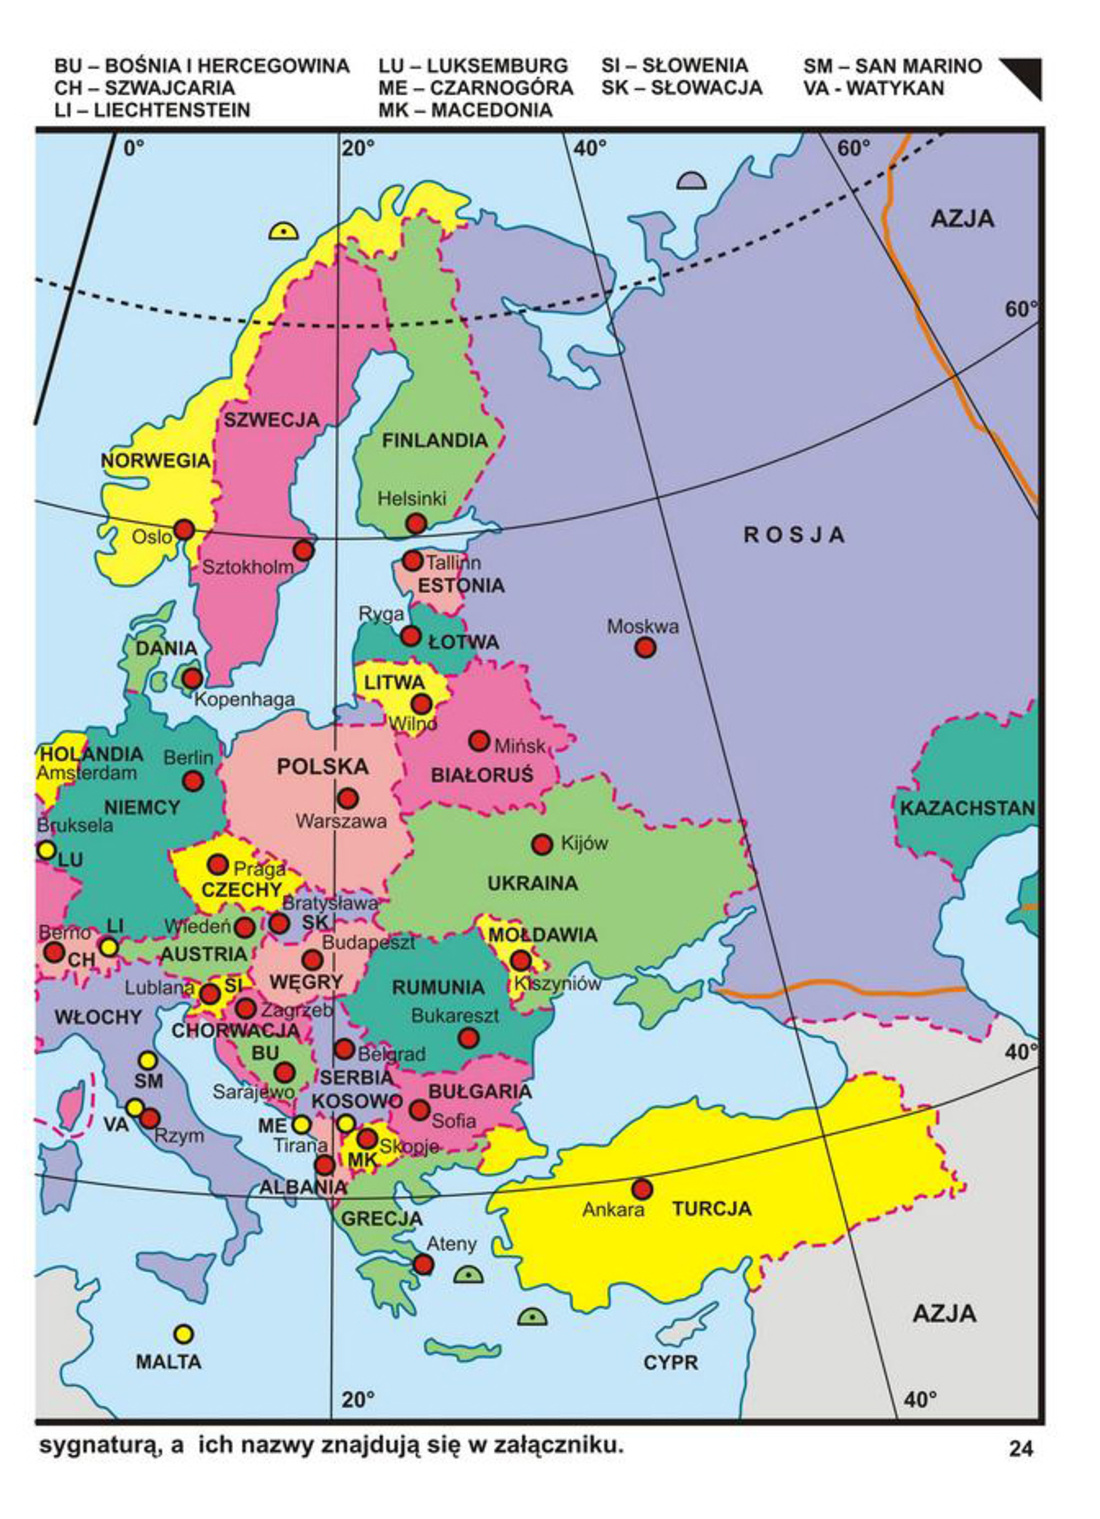 BU – BOŚNIA I HERCEGOWINA LU – LUKSEMBURG SI – SŁOWENIA SM – SAN MARINO
CH – SZWAJCARIA ME – CZARNOGÓRA SK – SŁOWACJA VA - WATYKAN
LI – LIECHTENSTEIN MK – MACEDONIA
0° 20° 40° 60°
AZJA
60°
SZWECJA
FINLANDIA
NORWEGIA
Helsinki
Oslo
ROSJA
Sztokholm
Tallinn
ESTONIA
Ryga
ŁOTWA
Moskwa
DANIA
Kopenhaga
LITWA
Wilno
Mińsk
BIAŁORUŚ
HOLANDIA
Amsterdam
Berlin
NIEMCY
POLSKA
Warszawa
KAZACHSTAN
Bruksela
LU
Kijów
UKRAINA
Praga
CZECHY
Bratysława
SK
Wiedeń
LI
Berno
CH
AUSTRIA
Budapeszt
WĘGRY
MOŁDAWIA
Kiszyniów
RUMUNIA
Bukareszt
Lublana
SI
Zagrzeb
CHORWACJA
WŁOCHY
BU
Sarajewo
Belgrad
SERBIA
KOSOWO
BUŁGARIA
Sofia
40°
SM
VA
Rzym
ME
Tirana
Skopje
MK
ALBANIA
GRECJA
Ateny
Ankara
TURCJA
AZJA
MALTA
CYPR
20° 40°
sygnaturą, a ich nazwy znajdują się w załączniku.
24